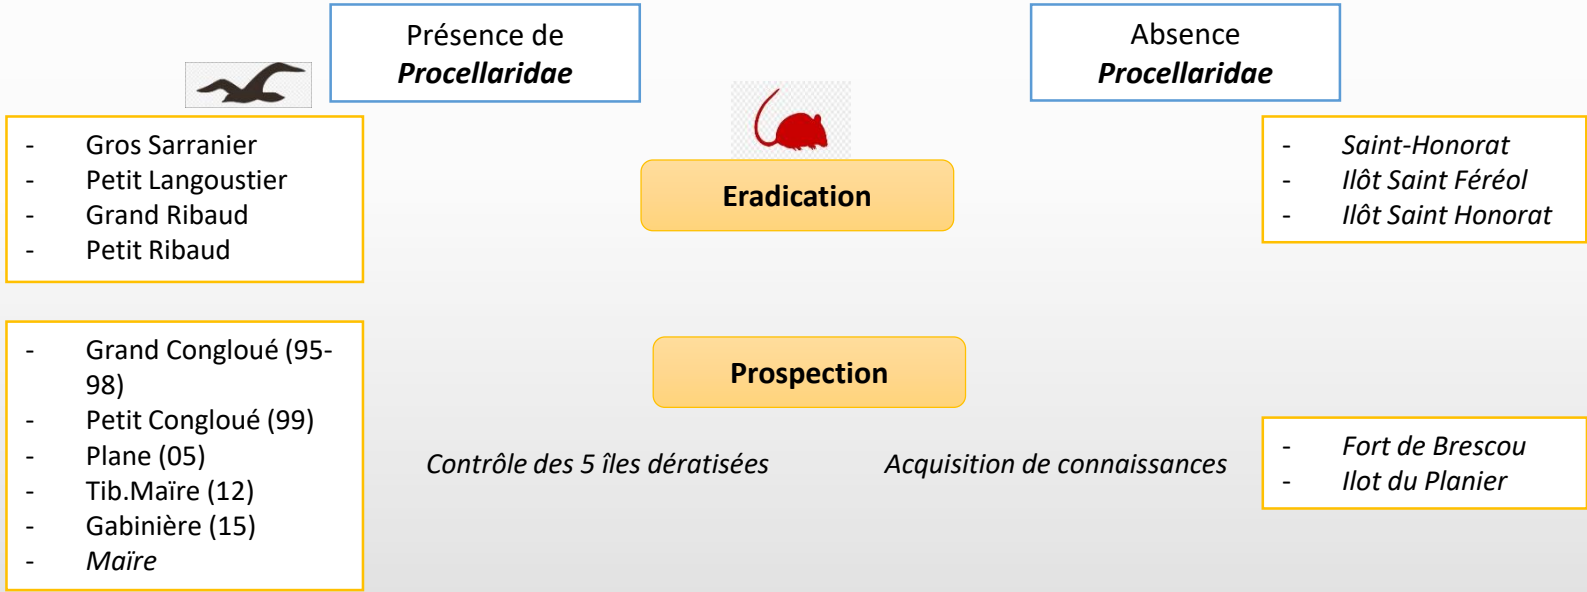 Présence de
Procellaridae
Absence
Procellaridae
- Gros Sarranier
- Petit Langoustier
- Grand Ribaud
- Petit Ribaud
Eradication
- Saint-Honorat
- Ilôt Saint Féréol
- Ilôt Saint Honorat
- Grand Congloué (95-
98)
- Petit Congloué (99)
- Plane (05)
- Tib.Maïre (12)
- Gabinière (15)
- Maïre
Prospection
Contrôle des 5 îles dératisées
Acquisition de connaissances
- Fort de Brescou
- Ilot du Planier